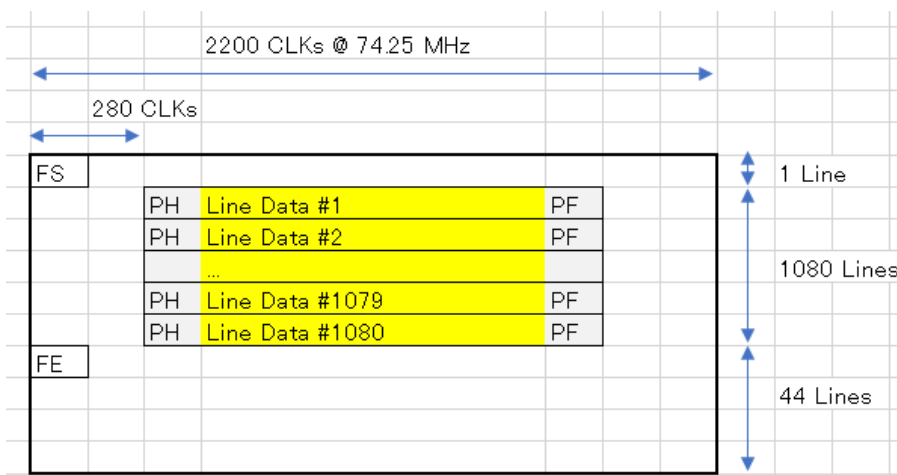 2200 CLKs @ 74.25 MHz
280 CLKs
FS
1 Line
PH Line Data #1 PF
PH Line Data #2 PF
...
1080 Lines
PH Line Data #1079 PF
PH Line Data #1080 PF
FE
44 Lines